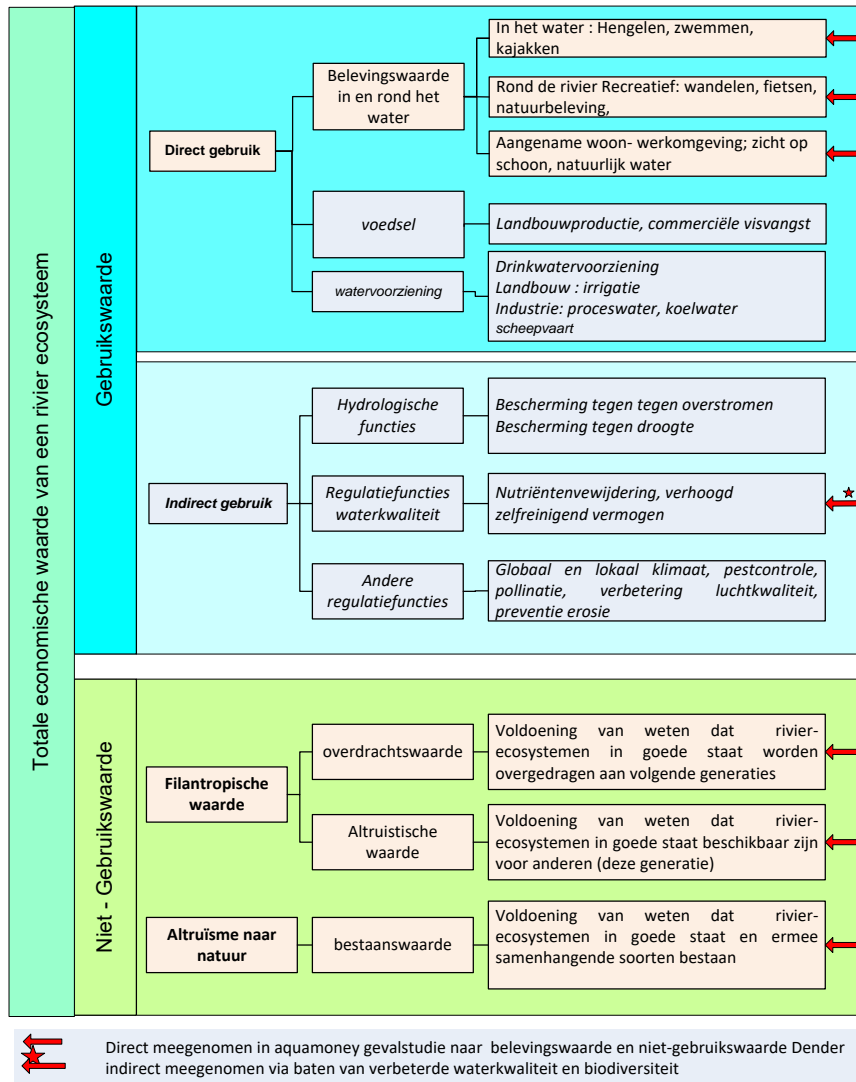 Totale economische waarde van een rivier ecosysteem
Gebruikswaarde
Direct gebruik
Belevingswaarde
in en rond het
water
In het water : Hengelen, zwemmen,
kajakken
Rond de rivier Recreatief: wandelen, fietsen,
natuurbeleving,
Aangename woon- werkomgeving; zicht op
schoon, natuurlijk water
voedsel
Landbouwproductie, commerciële visvangst
watervoorziening
Drinkwatervoorziening
Landbouw : irrigatie
Industrie: proceswater, koelwater
scheepvaart
Indirect gebruik
Hydrologische
functies
Bescherming tegen tegen overstromen
Bescherming tegen droogte
Regulatiefuncties
waterkwaliteit
Nutriëntenvewijdering, verhoogd
zelfreinigend vermogen
Andere
regulatiefuncties
Globaal en lokaal klimaat, pestcontrole,
pollinatie, verbetering luchtkwaliteit,
preventie erosie
Niet - Gebruikswaarde
Filantropische
waarde
overdrachtswaarde
Voldoening van weten dat rivier-
ecosystemen in goede staat worden
overgedragen aan volgende generaties
Altruistische
waarde
Voldoening van weten dat rivier-
ecosystemen in goede staat beschikbaar zijn
voor anderen (deze generatie)
Altruïsme naar
natuur
bestaanswaarde
Voldoening van weten dat rivier-
ecosystemen in goede staat en ermee
samenhangende soorten bestaan
Direct meegenomen in aquamoney gevalstudie naar belevingswaarde en niet-gebruikswaarde Dender
indirect meegenomen via baten van verbeterde waterkwaliteit en biodiversiteit